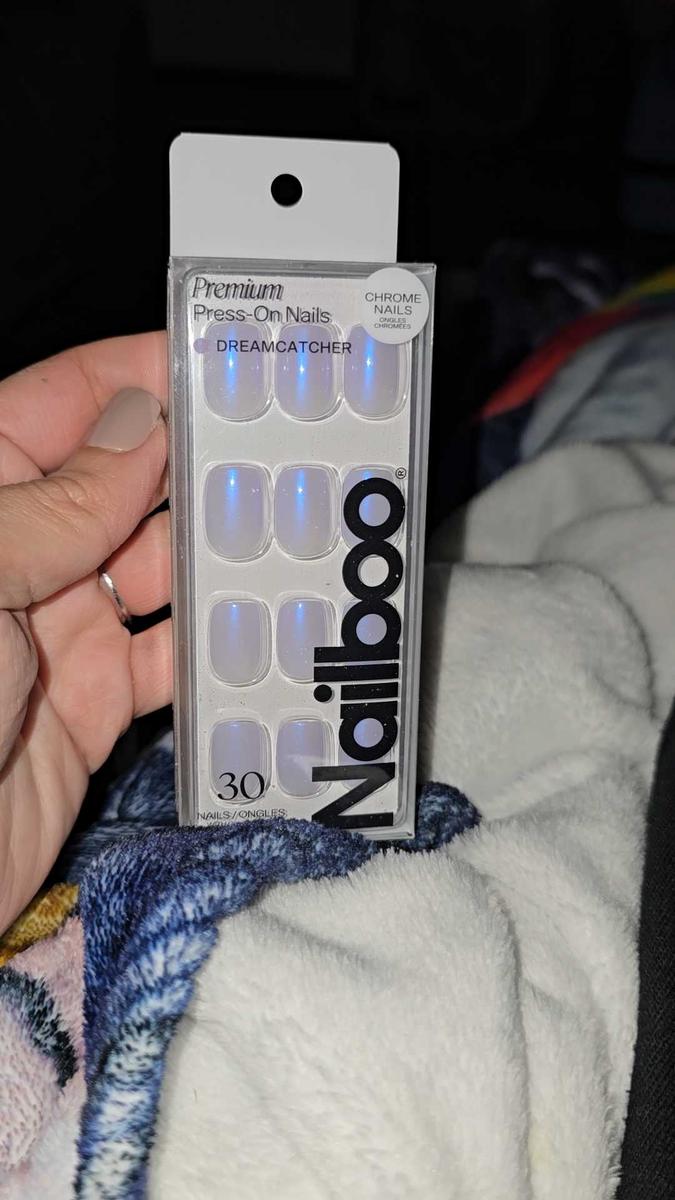 Premium
Press-On Nails
CHROME
NAILS
ONGLES
CHROMÉES
DREAMCATCHER
Nailboo®
30
NAILS/ONGLES